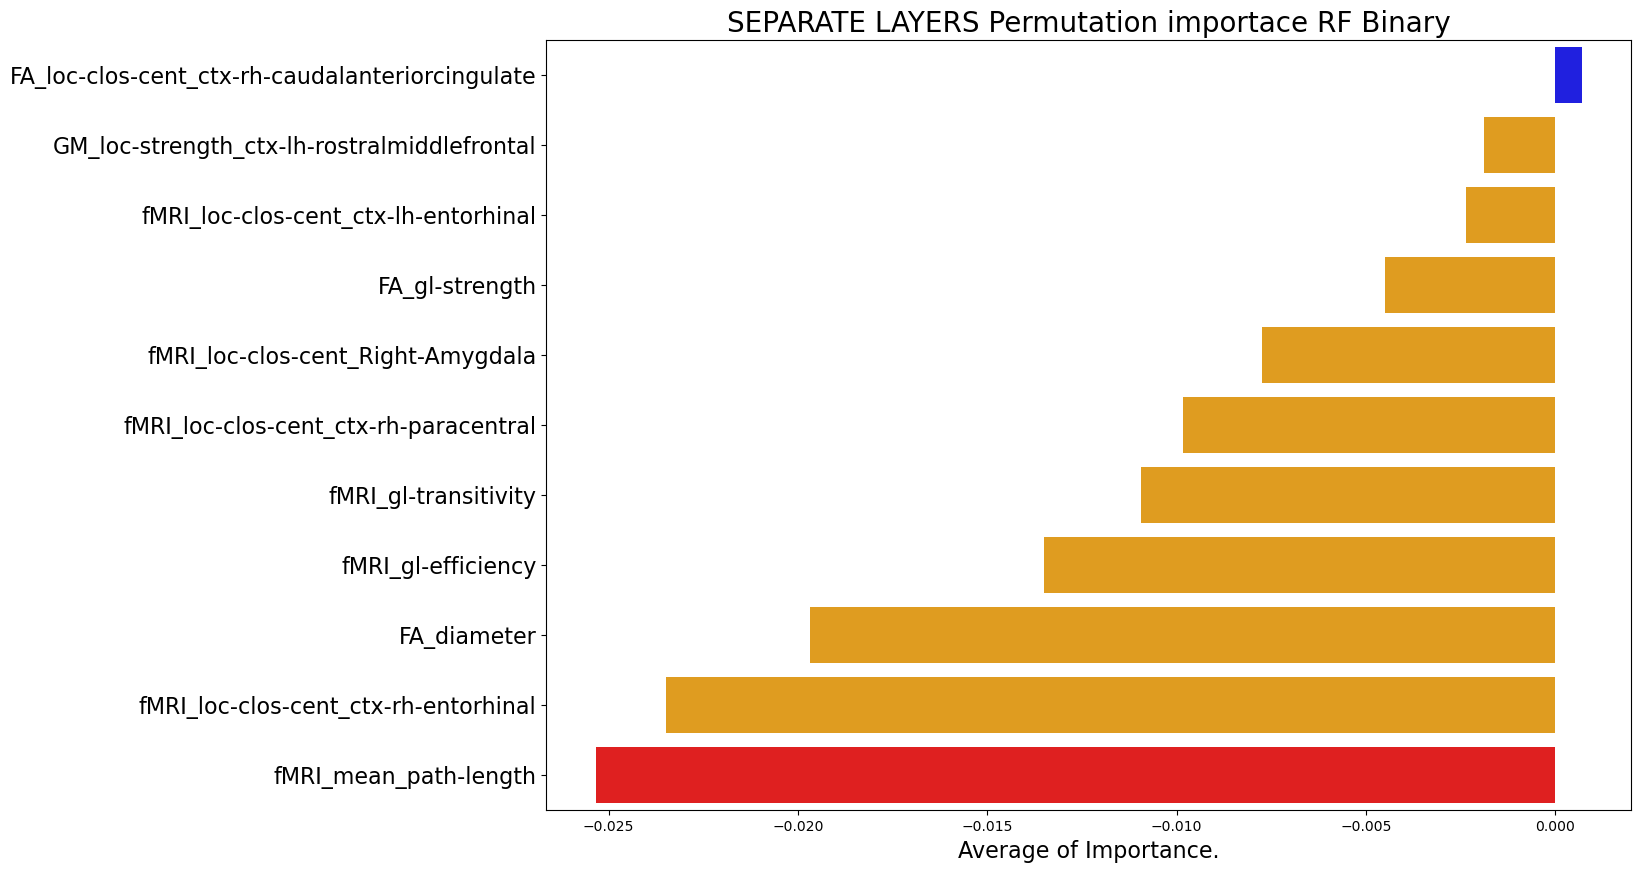 SEPARATE LAYERS Permutation importace RF Binary
FA_loc-clos-cent_ctx-rh-caudalanteriorcingulate
GM_loc-strength_ctx-lh-rostralmiddlefrontal
fMRI_loc-clos-cent_ctx-lh-entorhinal
FA_gl-strength
fMRI_loc-clos-cent_Right-Amygdala
fMRI_loc-clos-cent_ctx-rh-paracentral
fMRI_gl-transitivity
fMRI_gl-efficiency
FA_diameter
fMRI_loc-clos-cent_ctx-rh-entorhinal
fMRI_mean_path-length
−0.025 −0.020 −0.015 −0.010 −0.005 0.000
Average of Importance.